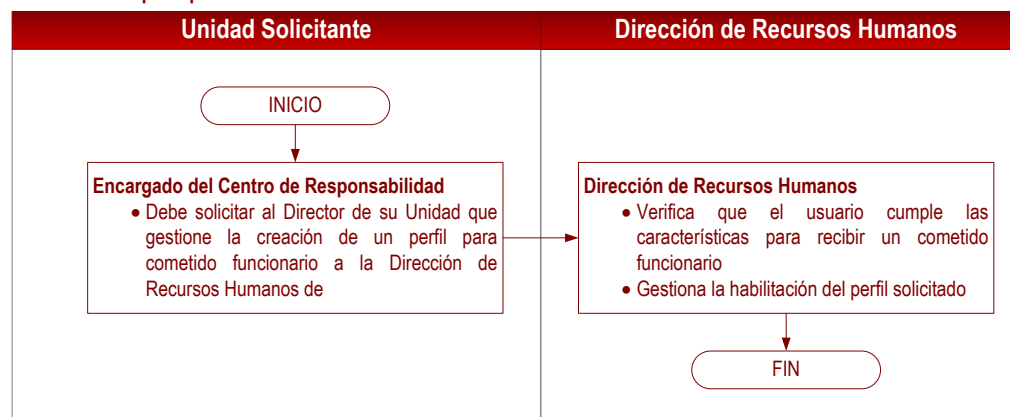 Unidad Solicitante
Dirección de Recursos Humanos
INICIO
Encargado del Centro de Responsabilidad
• Debe solicitar al Director de su Unidad que
gestione la creación de un perfil para
cometido funcionario a la Dirección de
Recursos Humanos de
Dirección de Recursos Humanos
• Verifica que el usuario cumple las
características para recibir un cometido
funcionario
• Gestiona la habilitación del perfil solicitado
FIN